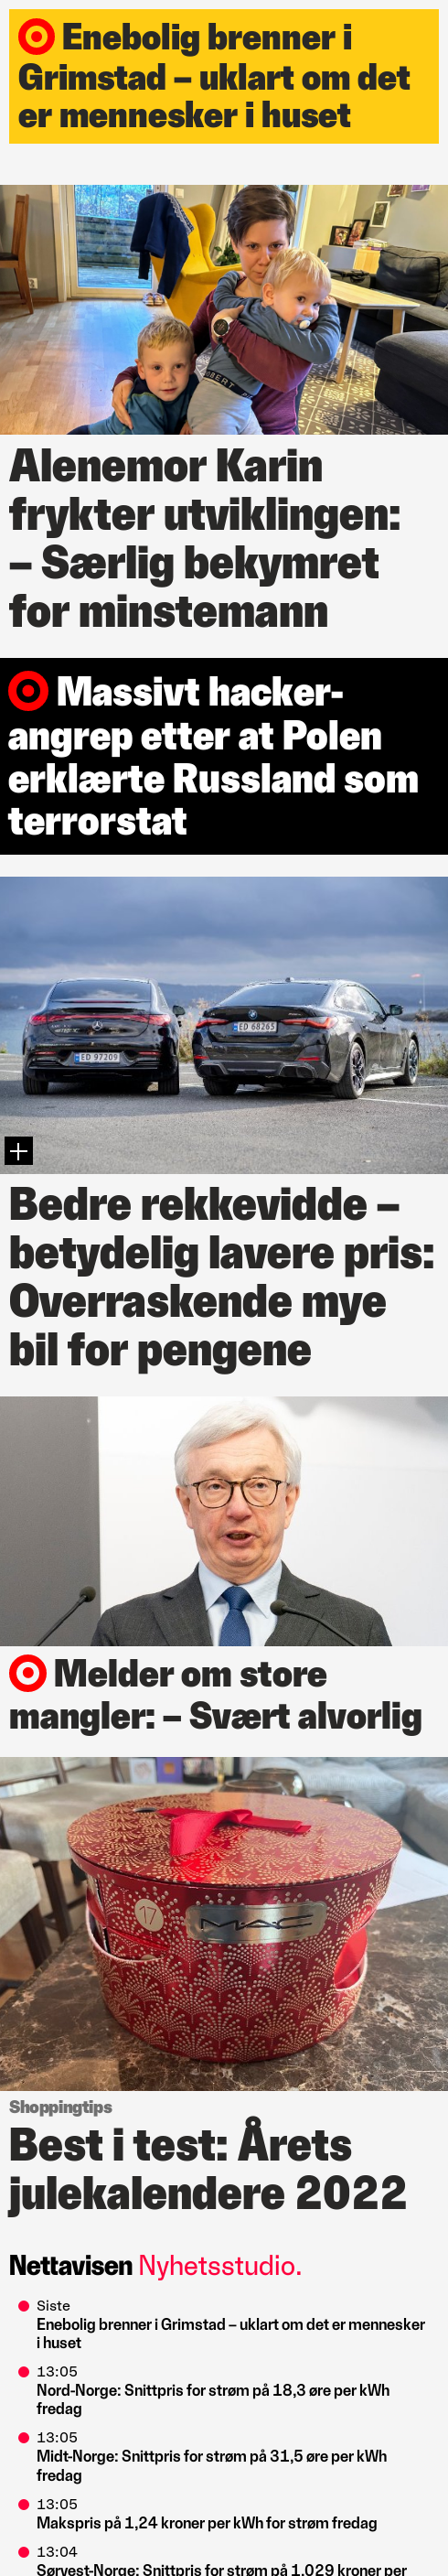 Enebolig brenner i
Grimstad – uklart om det
er mennesker i huset
BERT
Alenemor Karin
frykter utviklingen:
– Særlig bekymret
for minstemann
Massivt hacker-
angrep etter at Polen
erklærte Russland som
terrorstat
ED 97209
ED 68265
Bedre rekkevidde –
betydelig lavere pris:
Overraskende mye
bil for pengene
Melder om store
mangler: – Svært alvorlig
17
MAC
Shoppingtips
Best i test: Årets
julekalendere 2022
Nettavisen Nyhetsstudio.
Siste
Enebolig brenner i Grimstad – uklart om det er mennesker
i huset
13:05
Nord-Norge: Snittpris for strøm på 18,3 øre per kWh
fredag
13:05
Midt-Norge: Snittpris for strøm på 31,5 øre per kWh
fredag
13:05
Makspris på 1,24 kroner per kWh for strøm fredag
13:04
Sørvest-Norge: Snittpris for strøm på 1,029 kroner per